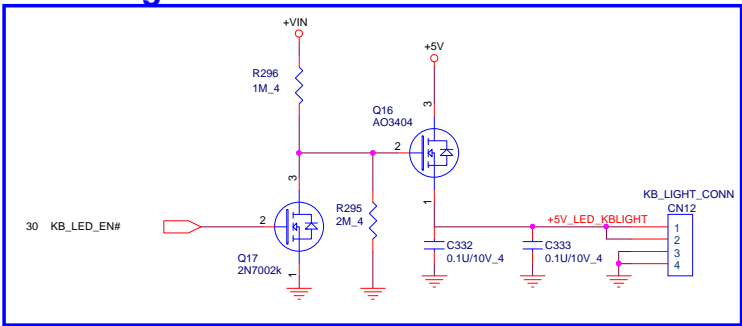 +VIN
+5V
R296
1M_4
3
Q16
AO3404
2
3
1
R295
2M_4
30 KB_LED_EN#
2
Q17
2N7002k
1
C332
0.1U/10V_4
C333
0.1U/10V_4
+5V_LED_KBLIGHT
KB_LIGHT_CONN
CN12
1
2
3
4